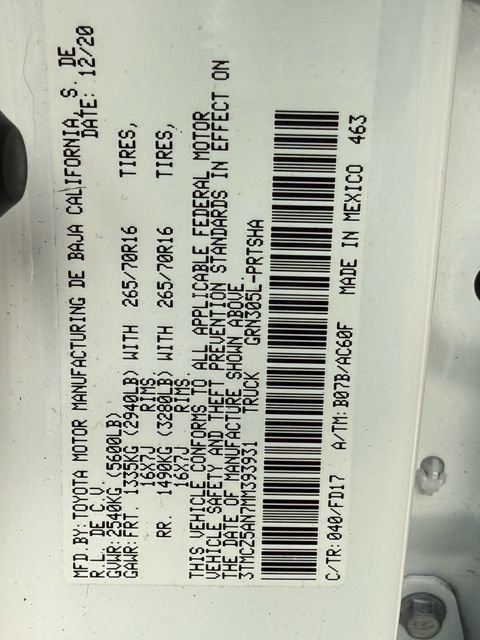 MFD.BY:TOYOTA MOTOR MANUFACTURING DE BAJA CALIFORNIA S. DE
R.L. DE C.V. DATE: 12/20
GVWR:2540KG (5600LB)
GAWR:FRT. 1335KG (2940LB) WITH 265/70R16 TIRES,
16X7J RIMS
RR. 1490KG (3280LB) WITH 265/70R16 TIRES,
16X7J RIMS
THIS VEHICLE CONFORMS TO ALL APPLICABLE FEDERAL MOTOR
VEHICLE SAFETY AND THEFT PREVENTION STANDARDS IN EFFECT ON
THE DATE OF MANUFACTURE SHOWN ABOVE.
3TMCZ5AN7MM393931 TRUCK GRN305L-PRTSHA
C/TR:040/FD17 A/TM:B07B/AC60F MADE IN MEXICO 463